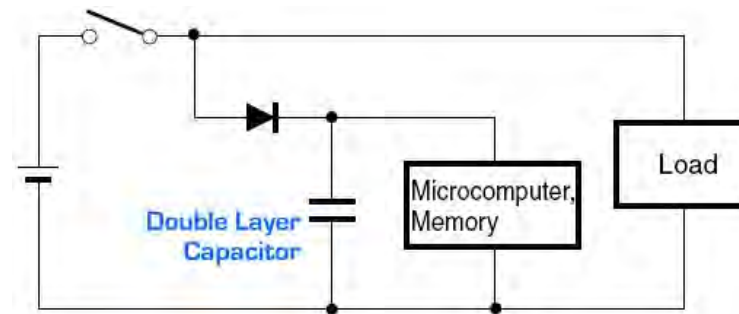 Double Layer
Capacitor
Microcomputer,
Memory
Load